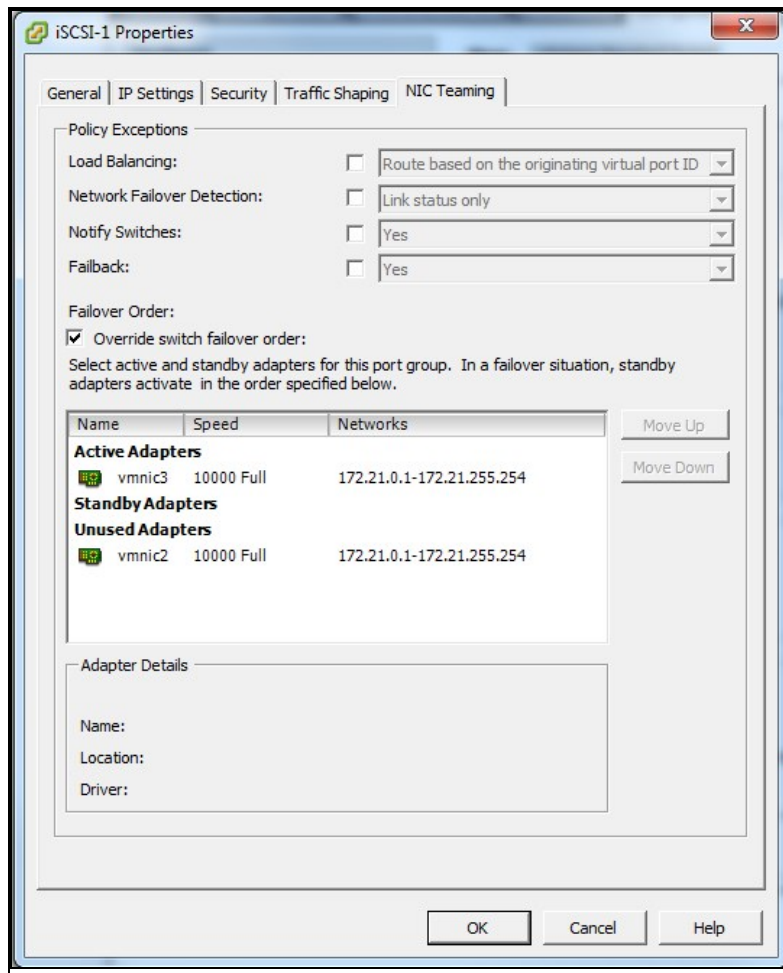 iSCSI-1 Properties
General IP Settings Security Traffic Shaping NIC Teaming
Policy Exceptions
Load Balancing: Route based on the originating virtual port ID
Network Failover Detection: Link status only
Notify Switches: Yes
Failback: Yes
Failover Order:
Override switch failover order:
Select active and standby adapters for this port group. In a failover situation, standby
adapters activate in the order specified below.
Name Speed Networks Move Up
Active Adapters
vmnic3 10000 Full 172.21.0.1-172.21.255.254 Move Down
Standby Adapters
Unused Adapters
vmnic2 10000 Full 172.21.0.1-172.21.255.254
Adapter Details
Name:
Location:
Driver:
OK Cancel Help